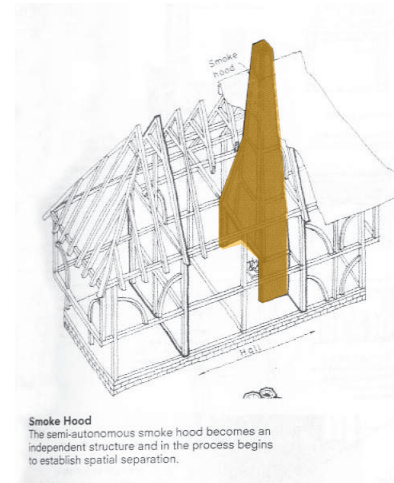 Smoke
hood
Hall
Smoke Hood
The semi-autonomous smoke hood becomes an
independent structure and in the process begins
to establish spatial separation.